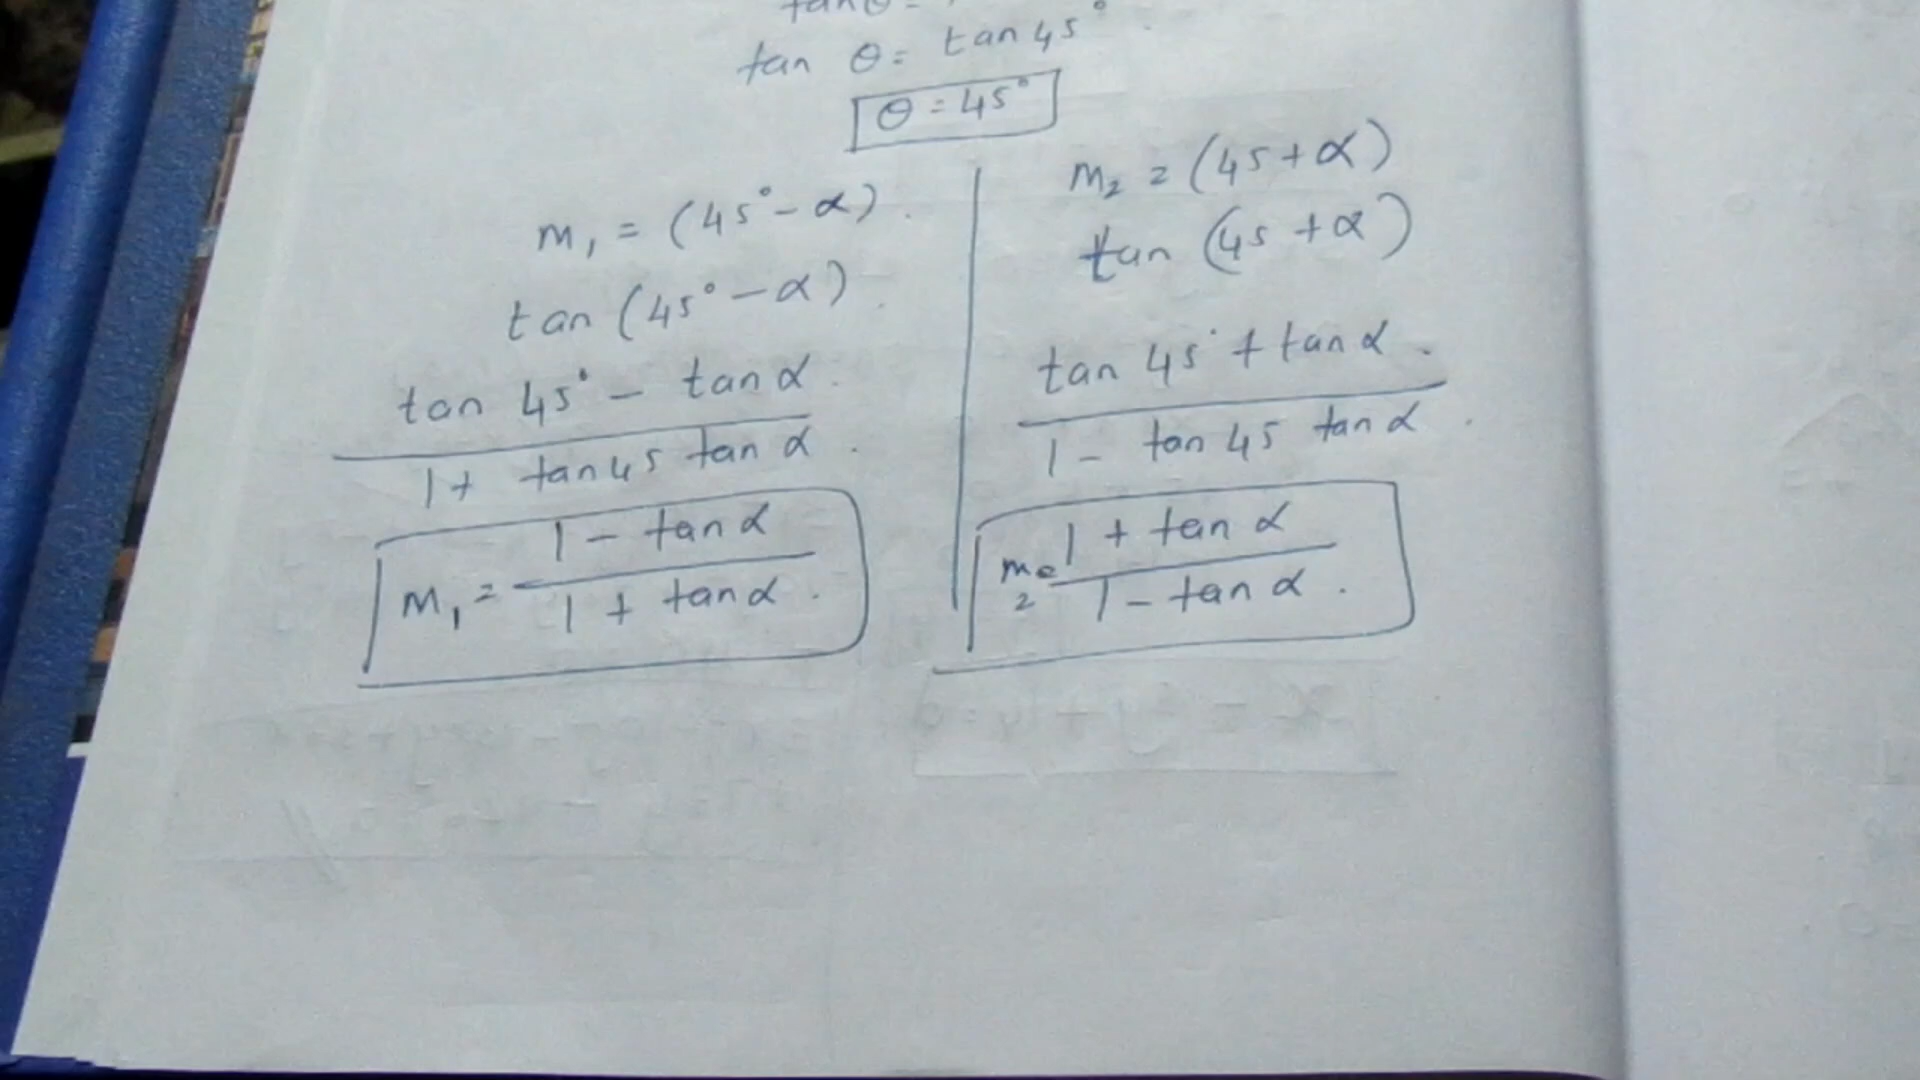 tan θ =
tan θ = tan 45°
θ = 45°
m₁ = (45° - α)
tan (45° - α)
tan 45° - tan α
1 + tan 45 tan α
m₁ = 1 - tan α
1 + tan α
m₂ = (45 + α)
tan (45 + α)
tan 45° + tan α
1 - tan 45 tan α
m₂ = 1 + tan α
1 - tan α